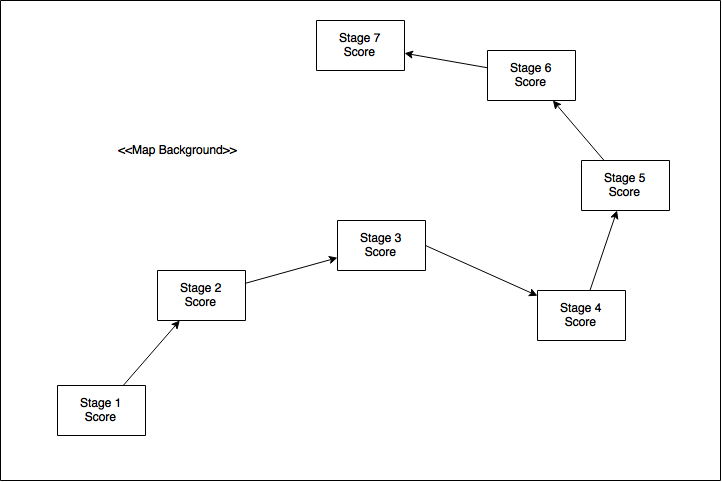 Stage 7
Score
Stage 6
Score
<<Map Background>>
Stage 5
Score
Stage 3
Score
Stage 2
Score
Stage 4
Score
Stage 1
Score